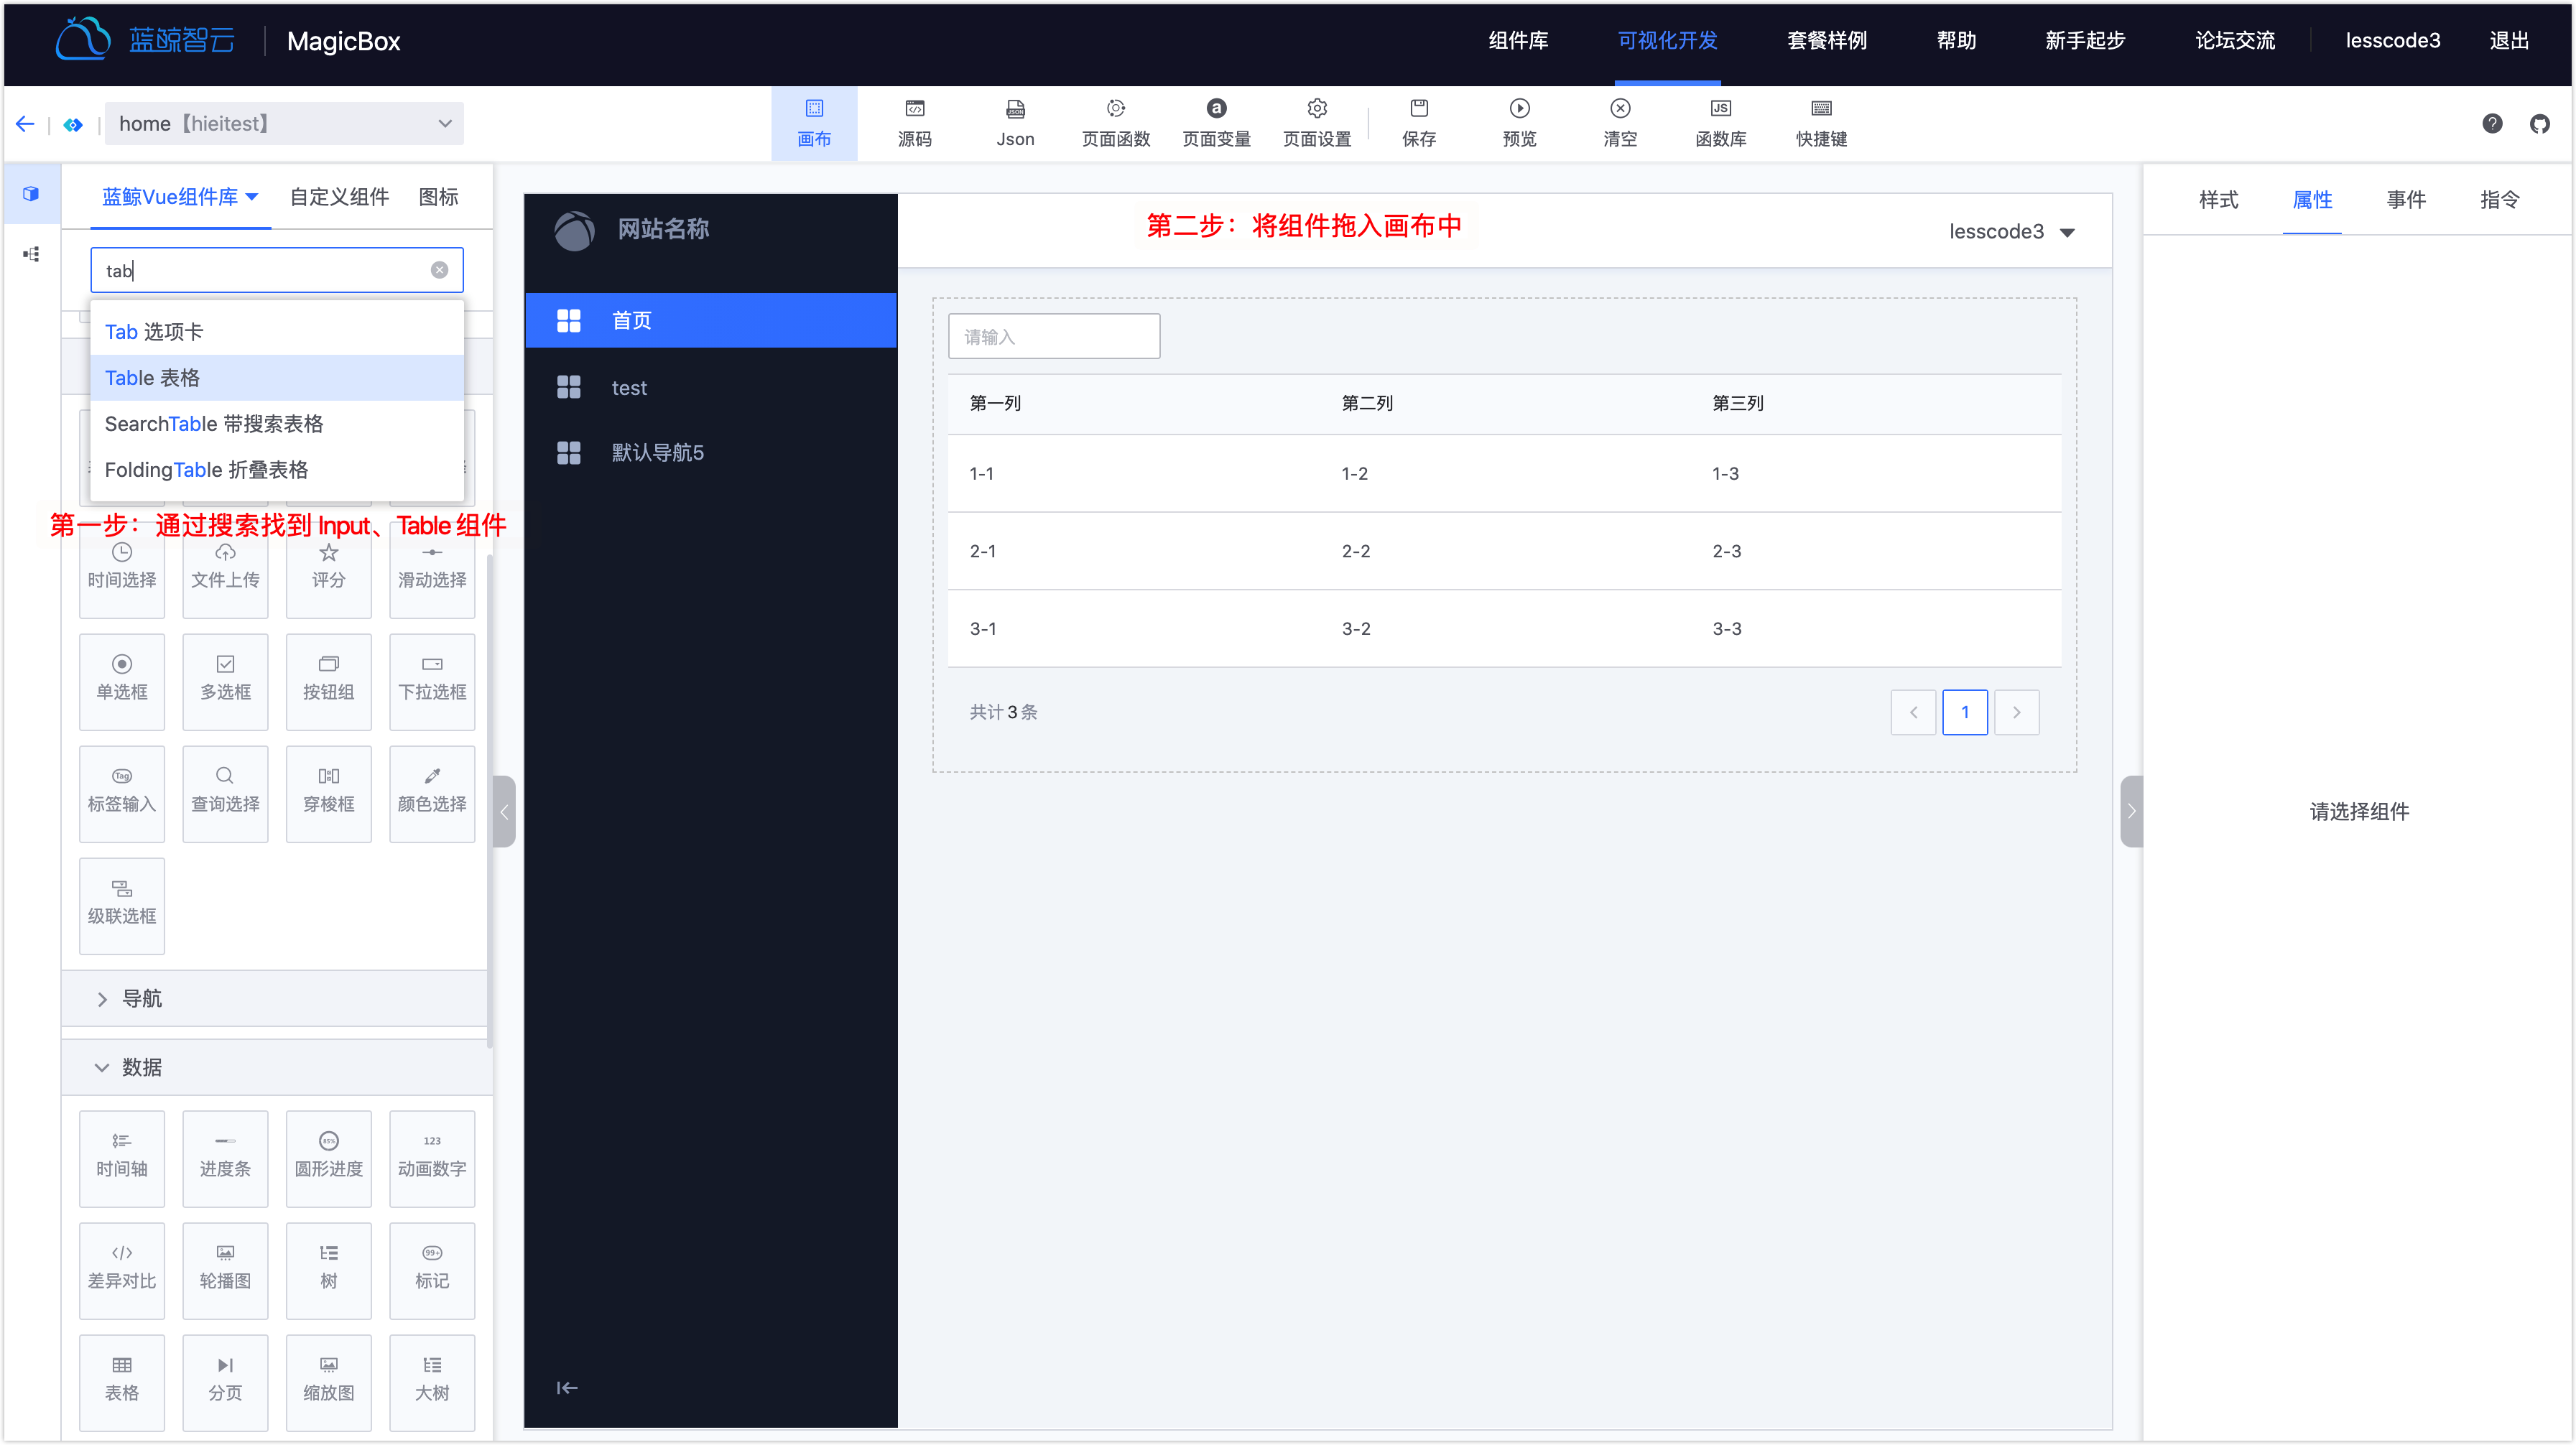 蓝鲸智云 MagicBox 组件库 可视化开发 套餐样例 帮助 新手起步 论坛交流 lesscode3 退出
home【hieitest】
画布 源码 Json 页面函数 页面变量 页面设置 保存 预览 清空 函数库 快捷键
蓝鲸Vue组件库 自定义组件 图标
tab
Tab 选项卡
Table 表格
SearchTable 带搜索表格
FoldingTable 折叠表格
第一步：通过搜索找到 Input、Table 组件
时间选择 文件上传 评分 滑动选择
单选框 多选框 按钮组 下拉选框
Tag
标签输入 查询选择 穿梭框 颜色选择
级联选框
导航
数据
85% 123
时间轴 进度条 圆形进度 动画数字
99+
差异对比 轮播图 树 标记
表格 分页 缩放图 大树
网站名称
首页
test
默认导航5
第二步：将组件拖入画布中
lesscode3
请输入
第一列 第二列 第三列
1-1 1-2 1-3
2-1 2-2 2-3
3-1 3-2 3-3
共计 3 条 1
样式 属性 事件 指令
请选择组件